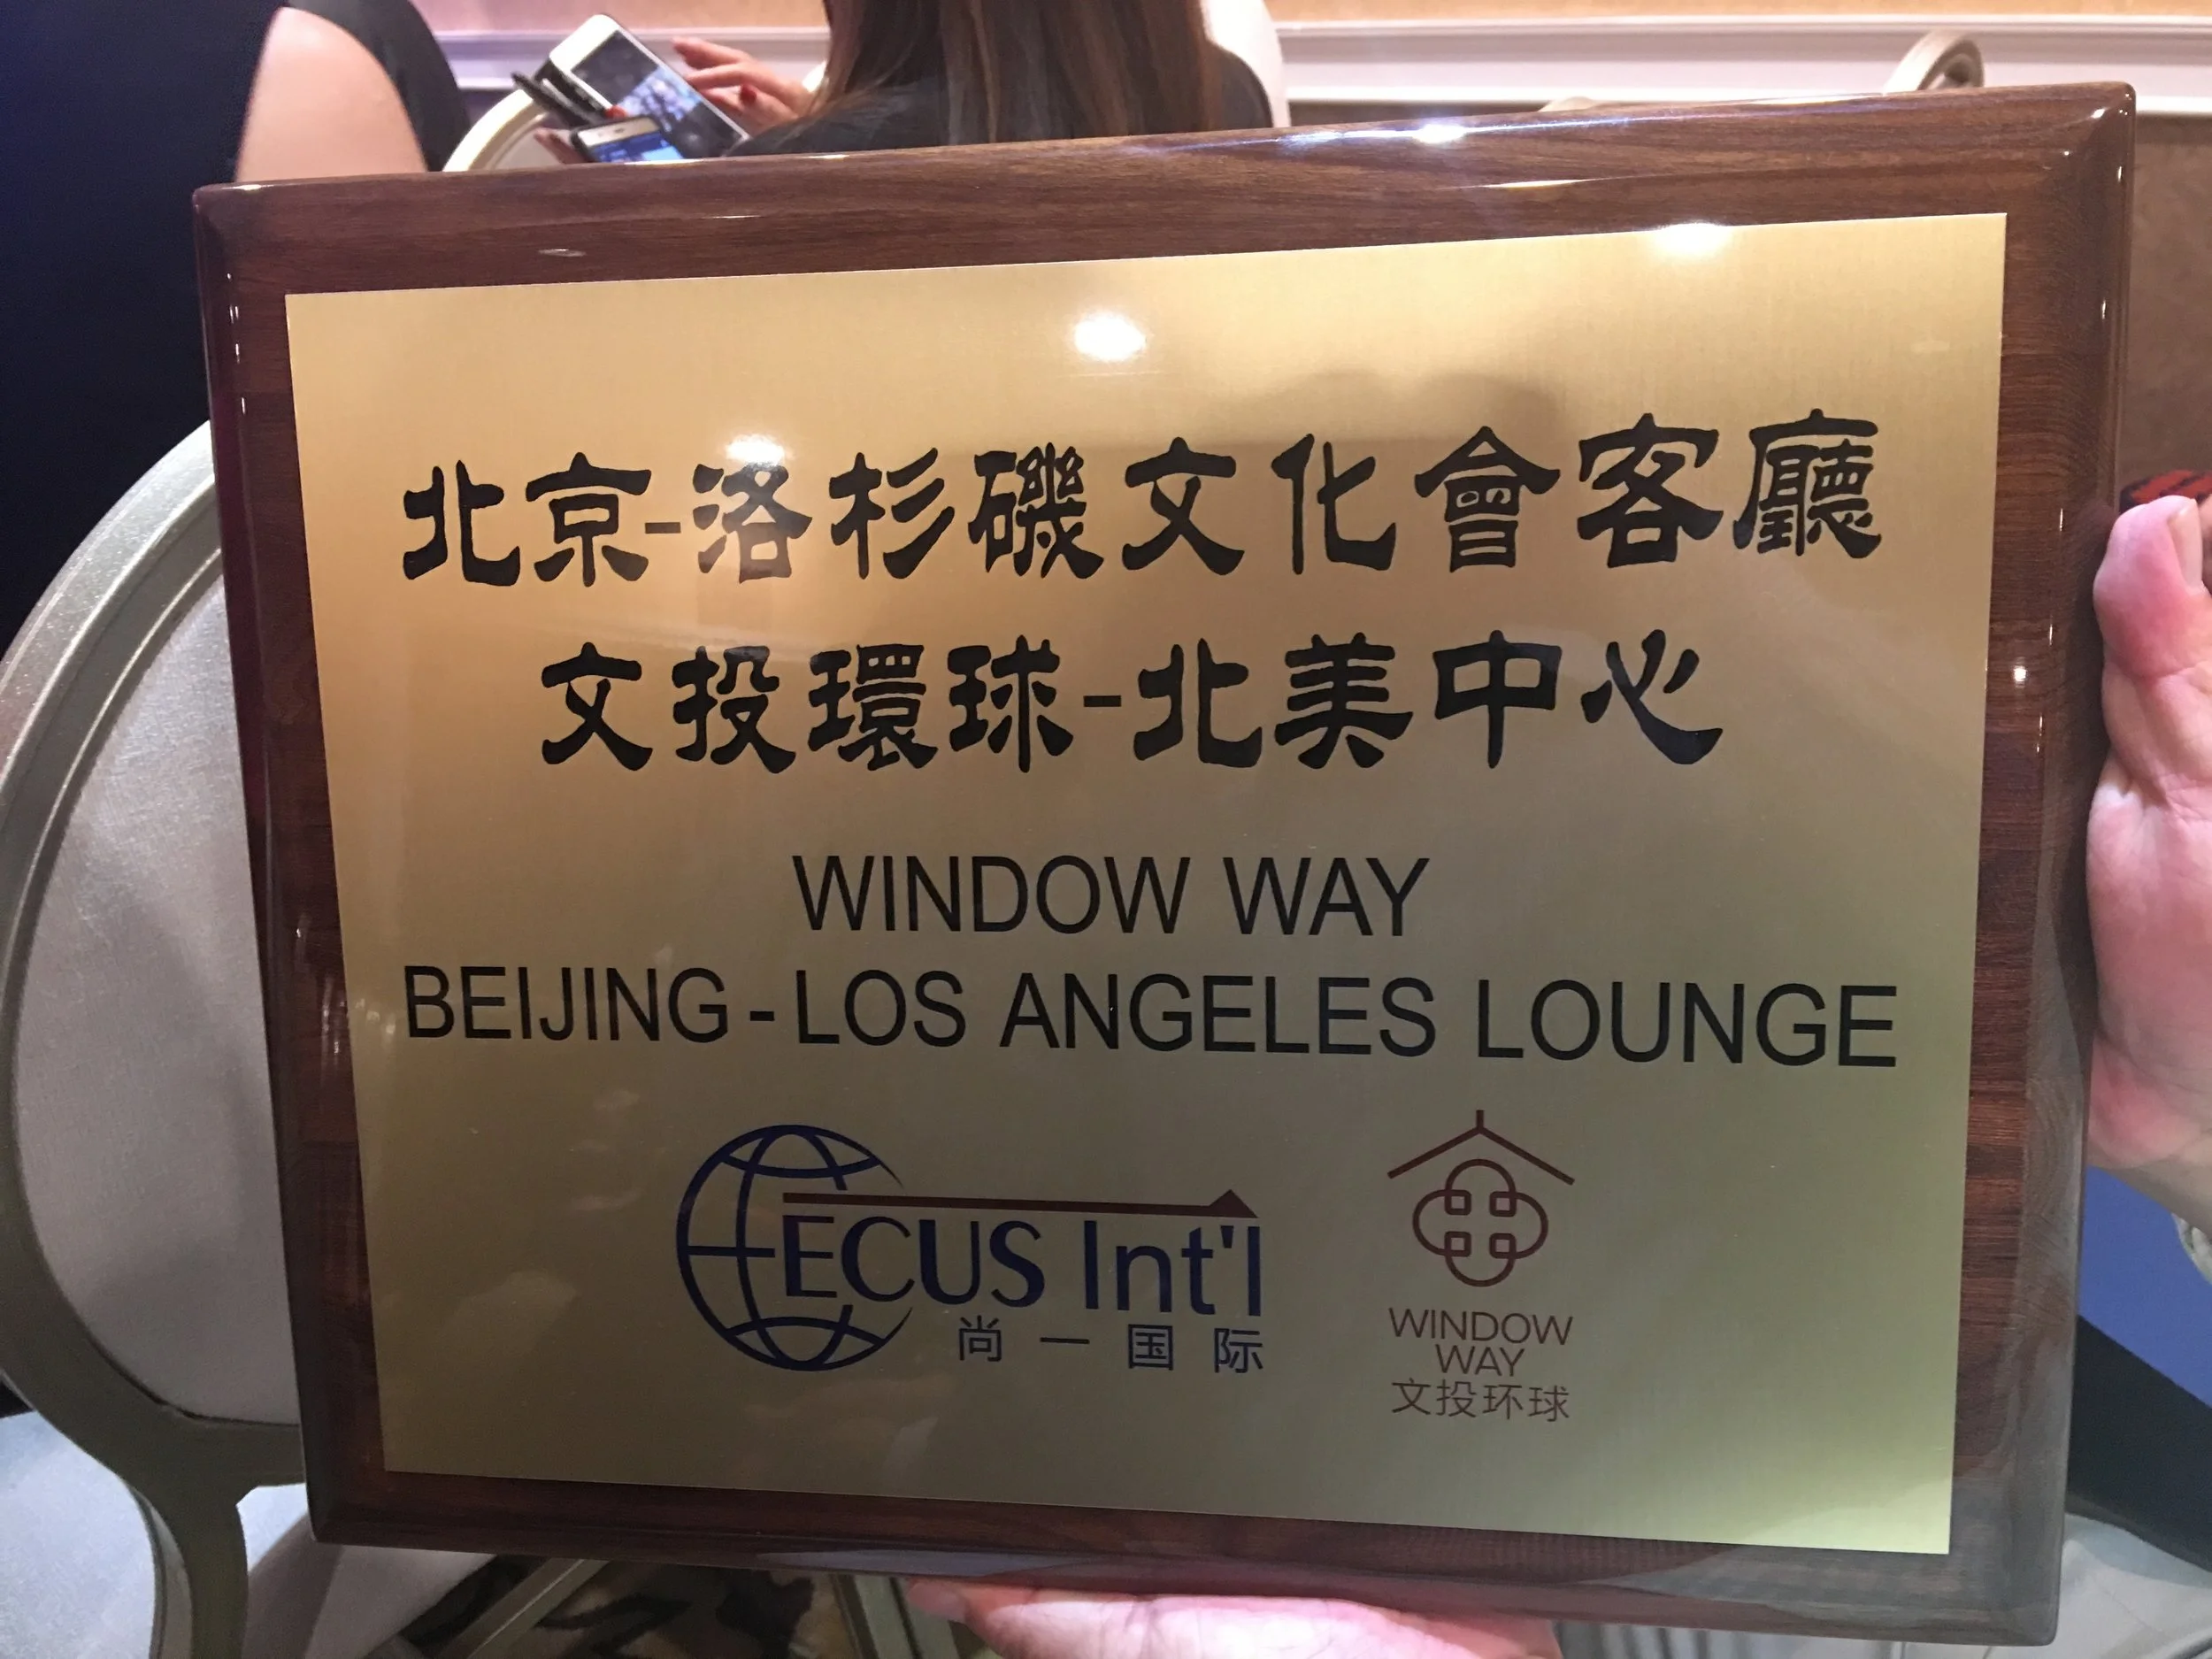 北京-洛杉磯文化會客廳
文投環球-北美中心
WINDOW WAY
BEIJING-LOS ANGELES LOUNGE
ECUS Int'l
尚一国际
WINDOW
WAY
文投环球